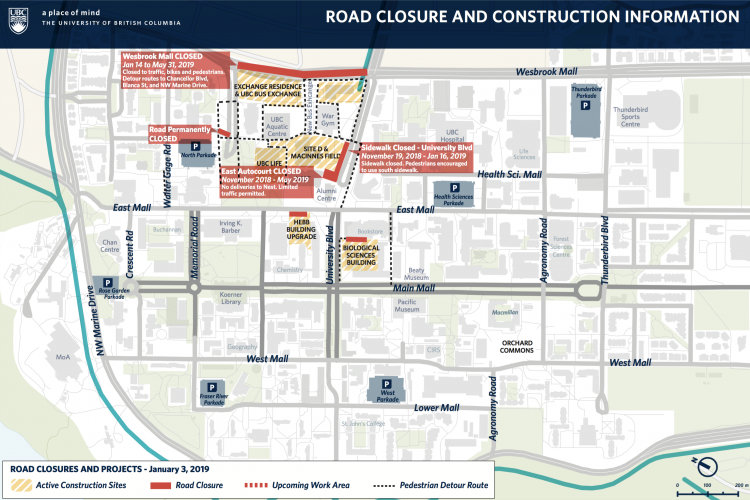 UBC
a place of mind
THE UNIVERSITY OF BRITISH COLUMBIA
ROAD CLOSURE AND CONSTRUCTION INFORMATION
Wesbrook Mall CLOSED
Jan 14 to May 31, 2019
Closed to traffic, bikes and pedestrians.
Detour routes to Chancellor Blvd,
Blanca St, and NW Marine Drive.
Wesbrook Mall
EXCHANGE RESIDENCE
& UBC BUS EXCHANGE
New Bus Exchange
Thunderbird
Parkade
P
Thunderbird
Sports
Centre
UBC
Aquatic
Centre
War
Gym
Road Permanently
CLOSED
P
North Parkade
Walter Gage Rd
SITE D &
MACINNES FIELD
UBC LIFE
UBC
Hospital
Life
Sciences
Sidewalk Closed - University Blvd
November 19, 2018 - Jan 16, 2019
Sidewalk closed. Pedestrians encouraged
to use south sidewalk.
East Autocourt CLOSED
November 2018 - May 2019
No deliveries to Nest. Limited
traffic permitted.
Alumni
Centre
Health Sci. Mall
P
Health Sciences
Parkade
East Mall
East Mall
Chan
Centre
Crescent Rd
Buchannan
Memorial Road
Irving K.
Barber
HEBB
BUILDING
UPGRADE
University Blvd
Bookstore
BIOLOGICAL
SCIENCES
BUILDING
Agronomy Road
Forest
Sciences
Centre
Thunderbird Blvd
Chemistry
Beaty
Museum
P
Rose Garden
Parkade
Main Mall
NW Marine Drive
Koerner
Library
Pacific
Museum
Macmillan
Geography
CIRS
ORCHARD
COMMONS
MoA
West Mall
West Mall
P
Fraser River
Parkade
P
West
Parkade
Lower Mall
Agronomy Road
St. John's College
ROAD CLOSURES AND PROJECTS - January 3, 2019
Active Construction Sites
Road Closure
Upcoming Work Area
Pedestrian Detour Route
N
0 100 200 m